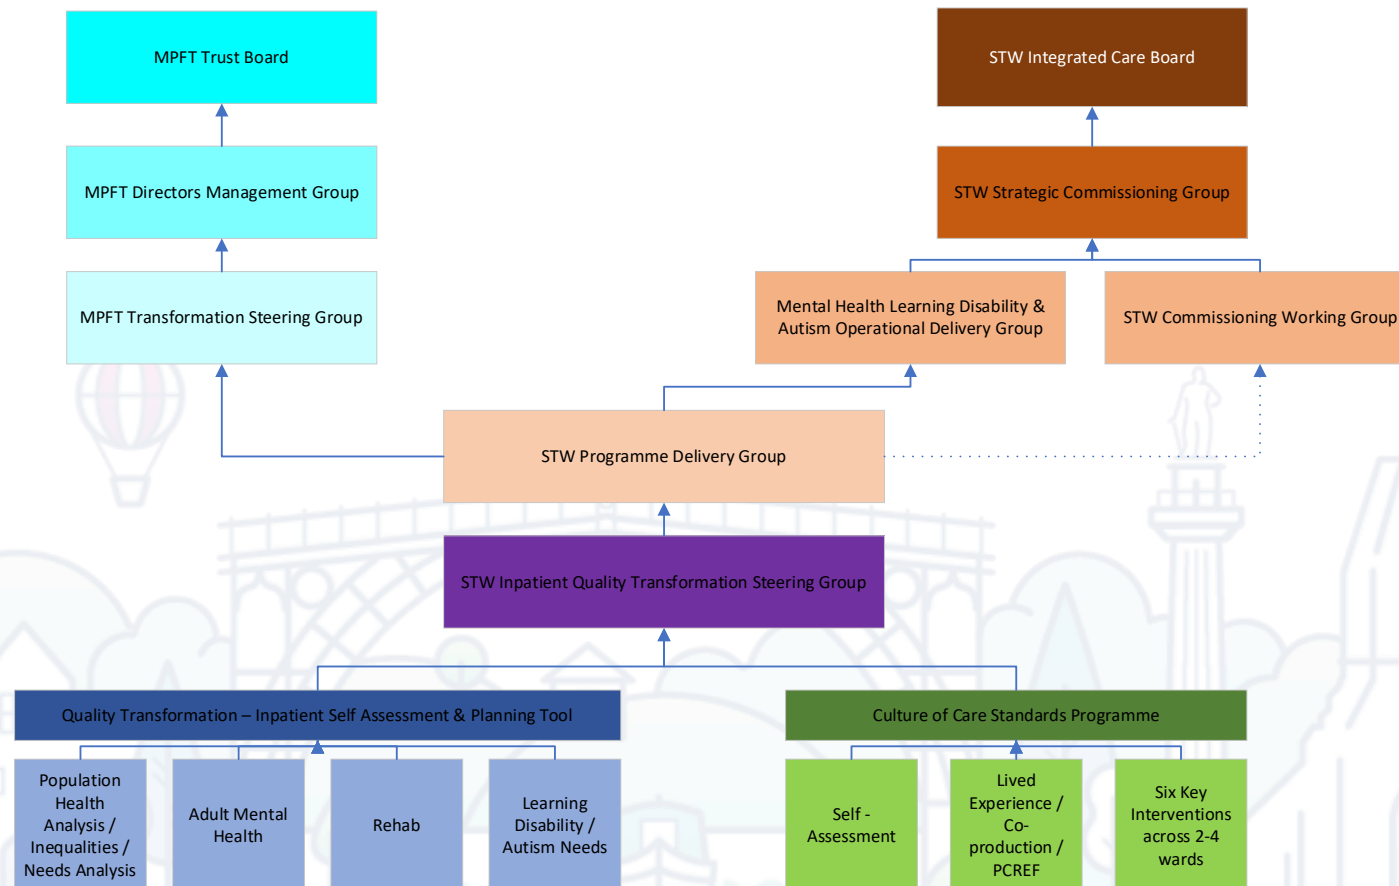 MPFT Trust Board
STW Integrated Care Board
MPFT Directors Management Group
STW Strategic Commissioning Group
MPFT Transformation Steering Group
Mental Health Learning Disability &
Autism Operational Delivery Group
STW Commissioning Working Group
STW Programme Delivery Group
STW Inpatient Quality Transformation Steering Group
Quality Transformation – Inpatient Self Assessment & Planning Tool
Culture of Care Standards Programme
Population
Health
Analysis /
Inequalities /
Needs Analysis
Adult Mental
Health
Rehab
Learning
Disability /
Autism Needs
Self -
Assessment
Lived
Experience /
Co-
production /
PCREF
Six Key
Interventions
across 2-4
wards